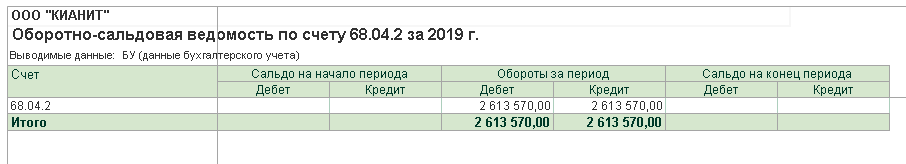 ООО "КИАНИТ"
Оборотно-сальдовая ведомость по счету 68.04.2 за 2019 г.
Выводимые данные: БУ (данные бухгалтерского учета)
Счет Сальдо на начало периода Обороты за период Сальдо на конец периода
Дебет Кредит Дебет Кредит Дебет Кредит
68.04.2 2 613 570,00 2 613 570,00
Итого 2 613 570,00 2 613 570,00